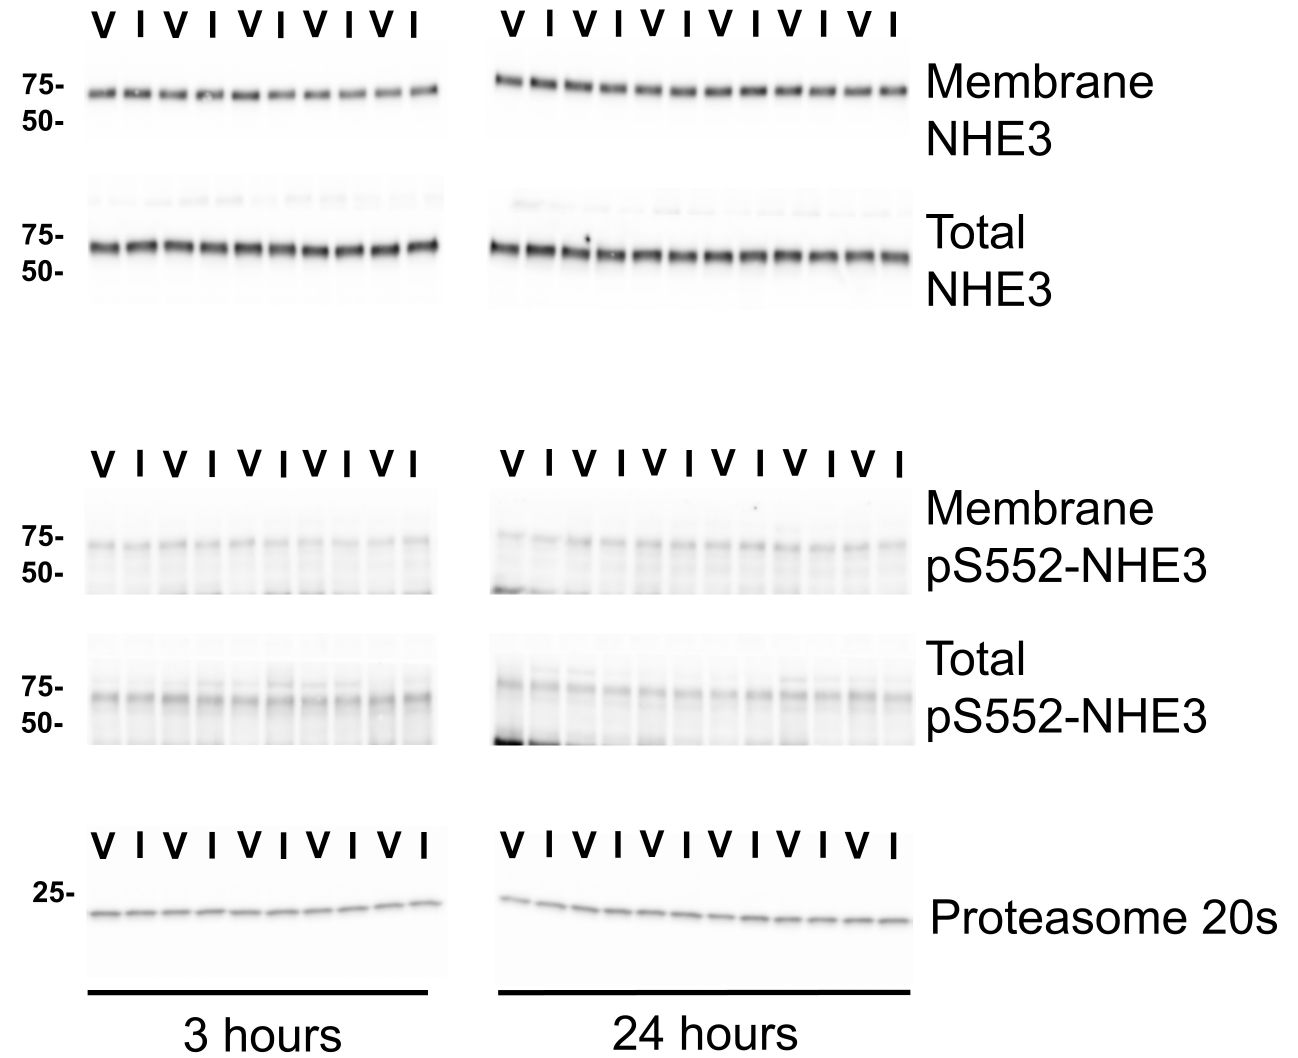 V I V I V I V I V I V I V I V I V I V I V I
75-
50-
Membrane
NHE3
75-
50-
Total
NHE3
V I V I V I V I V I V I V I V I V I V I V I
75-
50-
Membrane
pS552-NHE3
75-
50-
Total
pS552-NHE3
V I V I V I V I V I V I V I V I V I V I V I
25-
Proteasome 20s
3 hours 24 hours